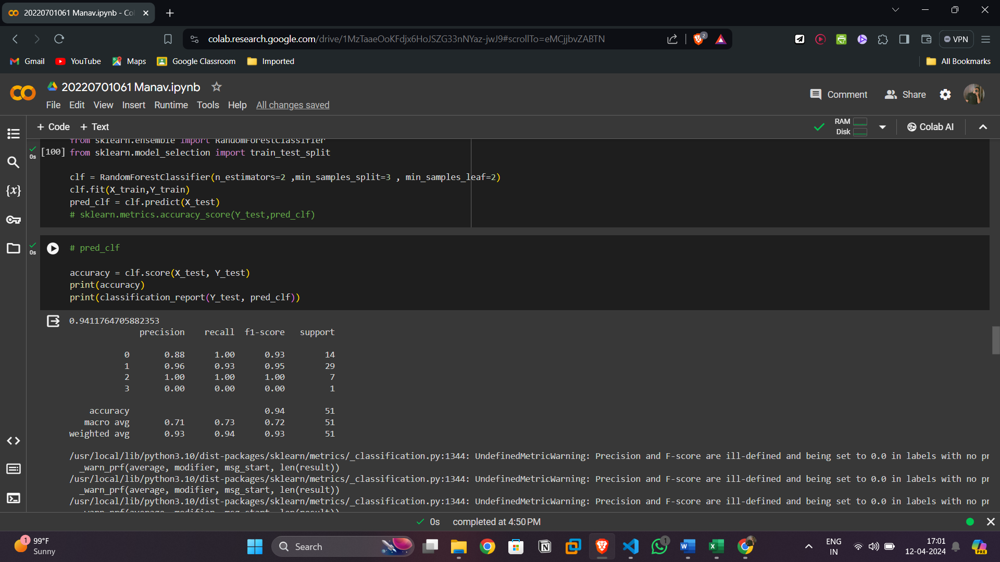 20220701061 Manav.ipynb - Co
colab.research.google.com/drive/1MzTaaeOoKFdjx6HoJSZG33nNYaz-jwJ9#scrollTo=eMCjjbvZABTN
2
VPN
Gmail YouTube Maps Google Classroom Imported All Bookmarks
20220701061 Manav.ipynb
Comment Share
File Edit View Insert Runtime Tools Help All changes saved
+ Code + Text
RAM
Disk
Colab AI
from sklearn.ensemble import RandomForestClassifier
0s [100] from sklearn.model_selection import train_test_split
clf = RandomForestClassifier(n_estimators=2 ,min_samples_split=3 , min_samples_leaf=2)
clf.fit(X_train,Y_train)
pred_clf = clf.predict(X_test)
# sklearn.metrics.accuracy_score(Y_test,pred_clf)
0s # pred_clf
accuracy = clf.score(X_test, Y_test)
print(accuracy)
print(classification_report(Y_test, pred_clf))
0.9411764705882353
precision recall f1-score support
0 0.88 1.00 0.93 14
1 0.96 0.93 0.95 29
2 1.00 1.00 1.00 7
3 0.00 0.00 0.00 1
accuracy 0.94 51
macro avg 0.71 0.73 0.72 51
weighted avg 0.93 0.94 0.93 51
/usr/local/lib/python3.10/dist-packages/sklearn/metrics/_classification.py:1344: UndefinedMetricWarning: Precision and F-score are ill-defined and being set to 0.0 in labels with no pr
_warn_prf(average, modifier, msg_start, len(result))
/usr/local/lib/python3.10/dist-packages/sklearn/metrics/_classification.py:1344: UndefinedMetricWarning: Precision and F-score are ill-defined and being set to 0.0 in labels with no pr
_warn_prf(average, modifier, msg_start, len(result))
/usr/local/lib/python3.10/dist-packages/sklearn/metrics/_classification.py:1344: UndefinedMetricWarning: Precision and F-score are ill-defined and being set to 0.0 in labels with no pr
_warn_prf(average, modifier, msg_start, len(result))
0s completed at 4:50 PM
1 99°F
Sunny
Search
1
ENG
IN
17:01
12-04-2024
PRE